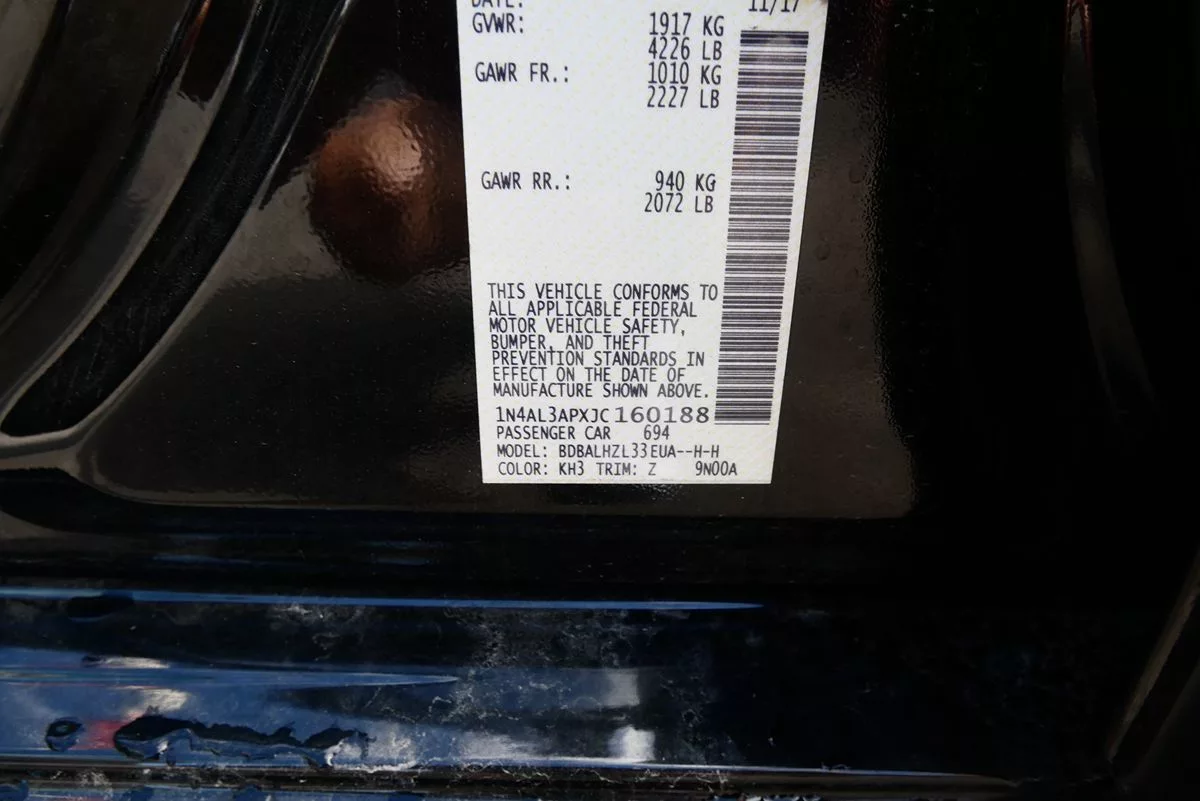 DATE: 11/17
GVWR: 1917 KG
4226 LB
GAWR FR.: 1010 KG
2227 LB
GAWR RR.: 940 KG
2072 LB
THIS VEHICLE CONFORMS TO
ALL APPLICABLE FEDERAL
MOTOR VEHICLE SAFETY,
BUMPER, AND THEFT
PREVENTION STANDARDS IN
EFFECT ON THE DATE OF
MANUFACTURE SHOWN ABOVE.
1N4AL3APXJC160188
PASSENGER CAR 694
MODEL: BDBALHZL33EUA--H-H
COLOR: KH3 TRIM: Z 9N00A